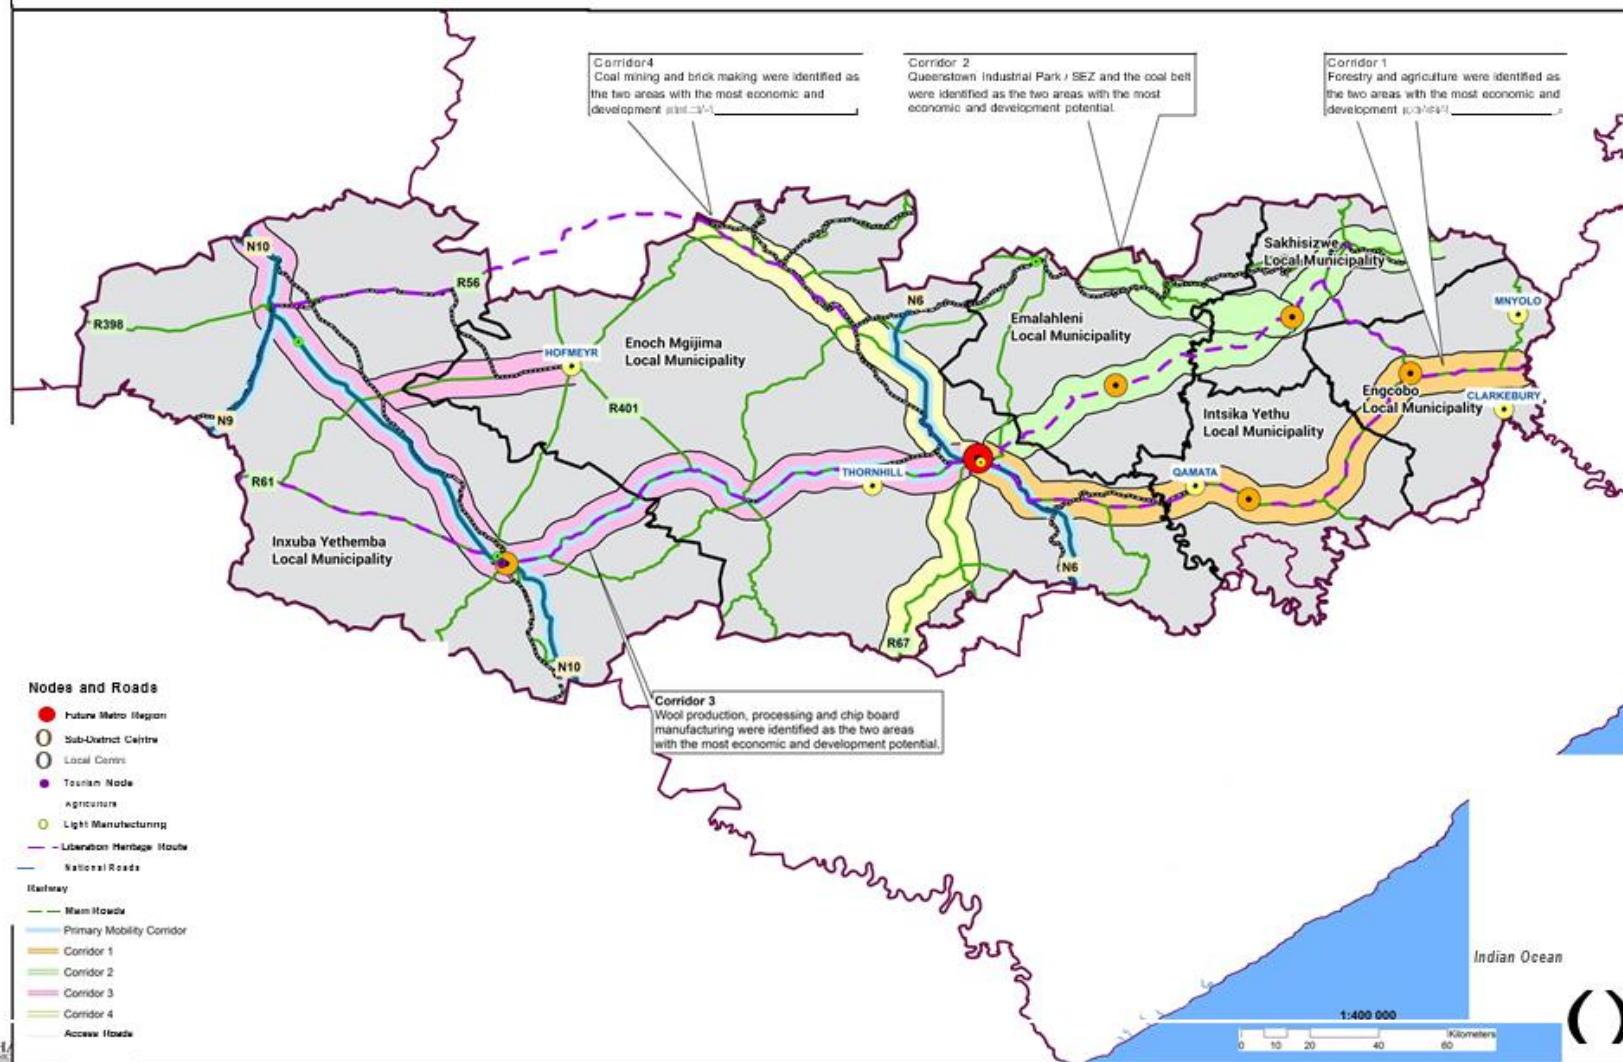 Corridor4
Coal mining and brick making were identified as
the two areas with the most economic and
development
Corridor 2
Queenstown Industrial Park / SEZ and the coal belt
were identified as the two areas with the most
economic and development potential.
Corridor 1
Forestry and agriculture were identified as
the two areas with the most economic and
development
N10
R56
R398
N9
HOFMEYR
Enoch Mgijima
Local Municipality
R401
N6
Emalahleni
Local Municipality
Sakhisizwe
Local Municipality
MNYOLO
Engcobo
Local Municipality
CLARKEBURY
Intsika Yethu
Local Municipality
R61
THORNHILL
QAMATA
Inxuba Yethemba
Local Municipality
N6
R67
N10
Corridor 3
Wool production, processing and chip board
manufacturing were identified as the two areas
with the most economic and development potential.
Nodes and Roads
Future Metro Region
Sub-District Centre
Local Centre
Tourism Node
Agriculture
Light Manufacturing
Liberation Heritage Route
National Roads
Railway
Main Roads
Primary Mobility Corridor
Corridor 1
Corridor 2
Corridor 3
Corridor 4
Access Roads
Indian Ocean
1:400 000
Kilometers
0 10 20 40 60